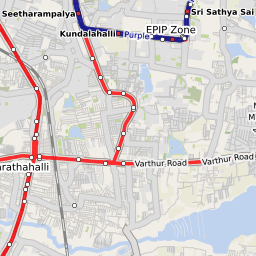 Seetharampalya
Sri Sathya Sai
Kundalahalli
Purple
EPIP Zone
Varthur Road
Varthur Road
arathahalli